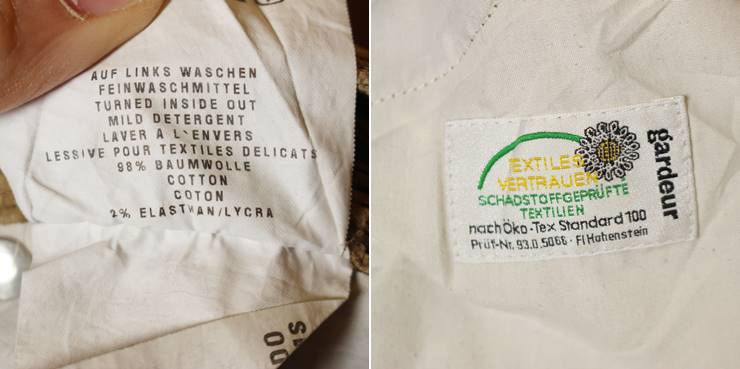 AUF LINKS WASCHEN
FEINWASCHMITTEL
TURNED INSIDE OUT
MILD DETERGENT
LAVER A L`ENVERS
LESSIVE POUR TEXTILES DELICATS
98% BAUMWOLLE
COTTON
COTON
2% ELASTHAN/LYCRA
EXTILES
VERTRAUEN
SCHADSTOFFGEPRÜFTE
TEXTILIEN
nach Öko-Tex Standard 100
Prüf-Nr. 93.0.5066 · FI Hohenstein
gardeur